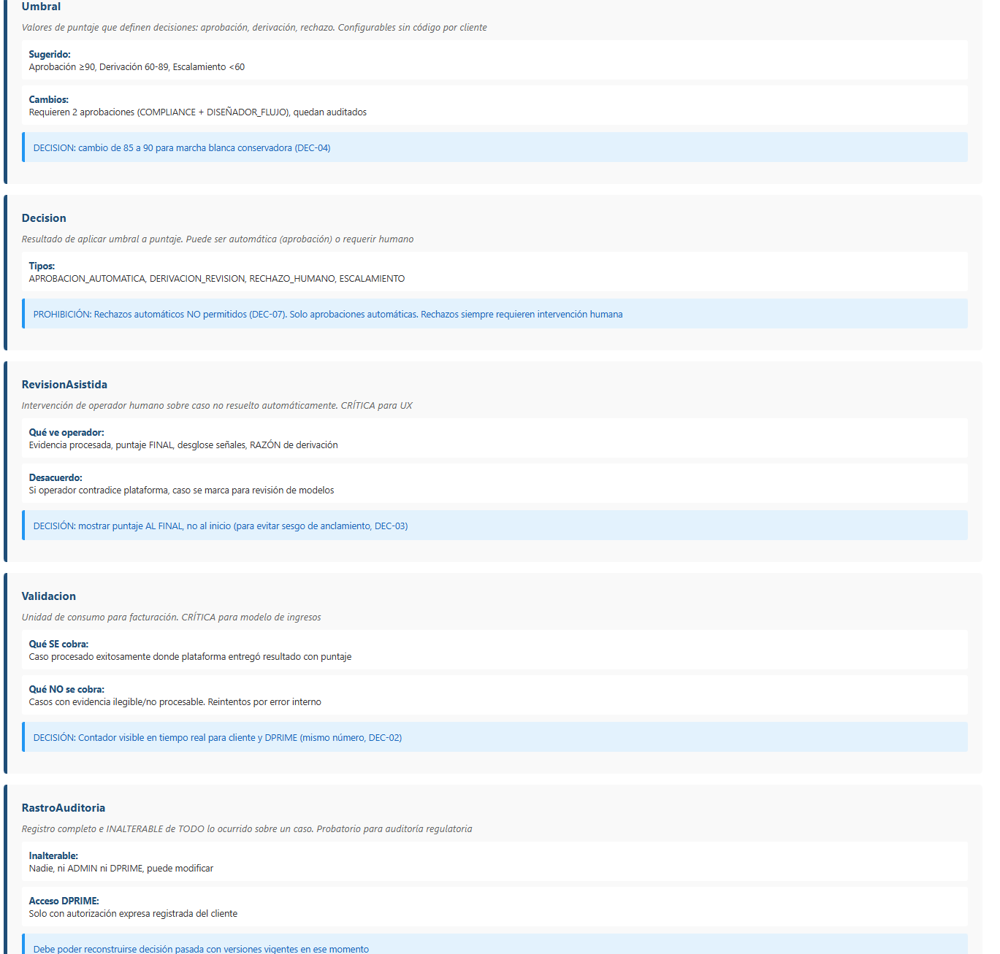 Umbral
Valores de puntaje que definen decisiones: aprobación, derivación, rechazo. Configurables sin código por cliente
Sugerido:
Aprobación ≥90, Derivación 60-89, Escalamiento <60
Cambios:
Requieren 2 aprobaciones (COMPLIANCE + DISEÑADOR_FLUJO), quedan auditados
DECISION: cambio de 85 a 90 para marcha blanca conservadora (DEC-04)
Decision
Resultado de aplicar umbral a puntaje. Puede ser automática (aprobación) o requerir humano
Tipos:
APROBACION_AUTOMATICA, DERIVACION_REVISION, RECHAZO_HUMANO, ESCALAMIENTO
PROHIBICIÓN: Rechazos automáticos NO permitidos (DEC-07). Solo aprobaciones automáticas. Rechazos siempre requieren intervención humana
RevisionAsistida
Intervención de operador humano sobre caso no resuelto automáticamente. CRÍTICA para UX
Qué ve operador:
Evidencia procesada, puntaje FINAL, desglose señales, RAZÓN de derivación
Desacuerdo:
Si operador contradice plataforma, caso se marca para revisión de modelos
DECISIÓN: mostrar puntaje AL FINAL, no al inicio (para evitar sesgo de anclamiento, DEC-03)
Validacion
Unidad de consumo para facturación. CRÍTICA para modelo de ingresos
Qué SE cobra:
Caso procesado exitosamente donde plataforma entregó resultado con puntaje
Qué NO se cobra:
Casos con evidencia ilegible/no procesable. Reintentos por error interno
DECISIÓN: Contador visible en tiempo real para cliente y DPRIME (mismo número, DEC-02)
RastroAuditoria
Registro completo e INALTERABLE de TODO lo ocurrido sobre un caso. Probatorio para auditoría regulatoria
Inalterable:
Nadie, ni ADMIN ni DPRIME, puede modificar
Acceso DPRIME:
Solo con autorización expresa registrada del cliente
Debe poder reconstruirse decisión pasada con versiones vigentes en ese momento